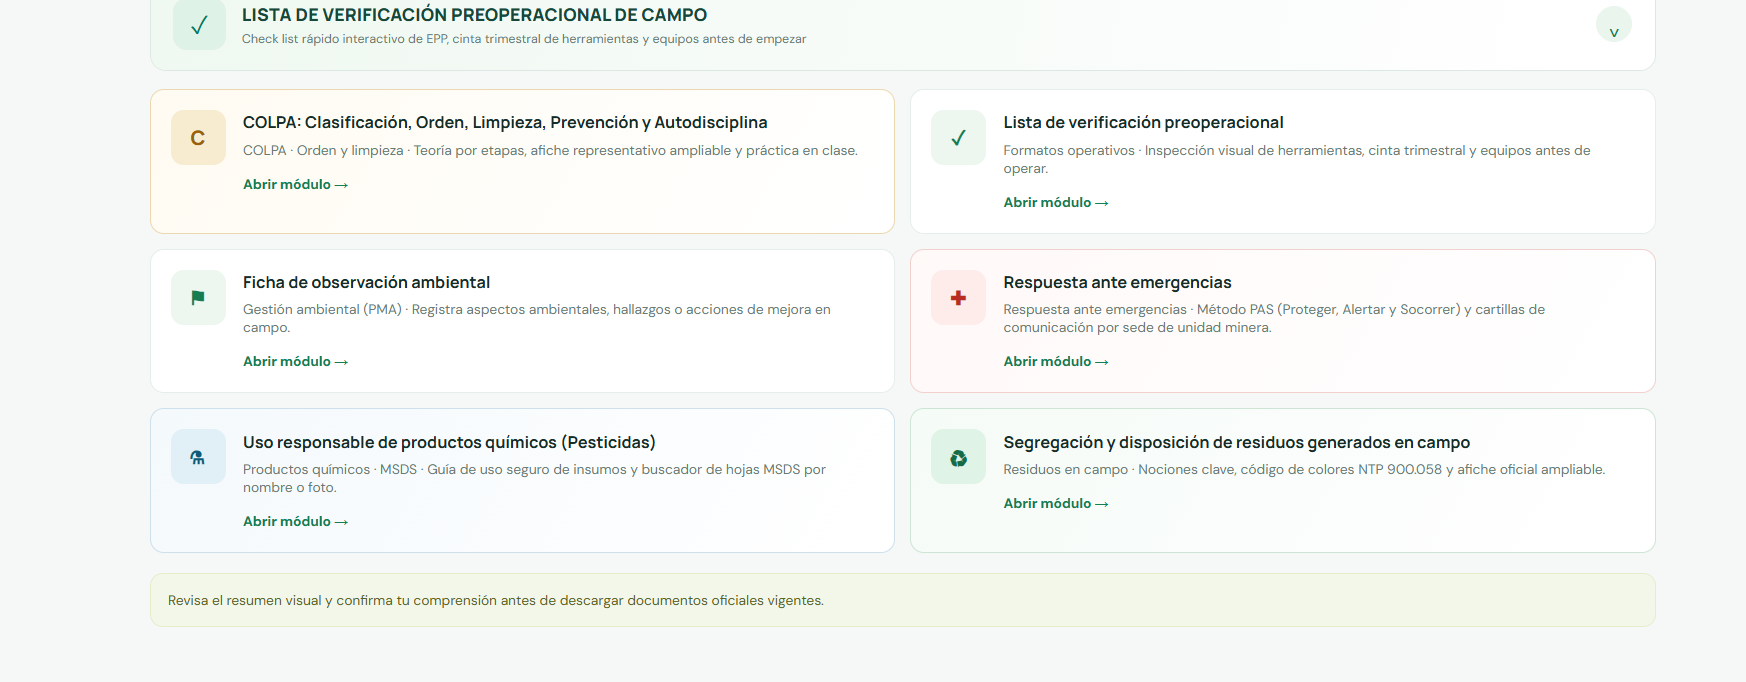 LISTA DE VERIFICACIÓN PREOPERACIONAL DE CAMPO
Check list rápido interactivo de EPP, cinta trimestral de herramientas y equipos antes de empezar
C
COLPA: Clasificación, Orden, Limpieza, Prevención y Autodisciplina
COLPA · Orden y limpieza · Teoría por etapas, afiche representativo ampliable y práctica en clase.
Abrir módulo →
Lista de verificación preoperacional
Formatos operativos · Inspección visual de herramientas, cinta trimestral y equipos antes de
operar.
Abrir módulo →
Ficha de observación ambiental
Gestión ambiental (PMA) · Registra aspectos ambientales, hallazgos o acciones de mejora en
campo.
Abrir módulo →
Respuesta ante emergencias
Respuesta ante emergencias · Método PAS (Proteger, Alertar y Socorrer) y cartillas de
comunicación por sede de unidad minera.
Abrir módulo →
Uso responsable de productos químicos (Pesticidas)
Productos químicos · MSDS · Guía de uso seguro de insumos y buscador de hojas MSDS por
nombre o foto.
Abrir módulo →
Segregación y disposición de residuos generados en campo
Residuos en campo · Nociones clave, código de colores NTP 900.058 y afiche oficial ampliable.
Abrir módulo →
Revisa el resumen visual y confirma tu comprensión antes de descargar documentos oficiales vigentes.